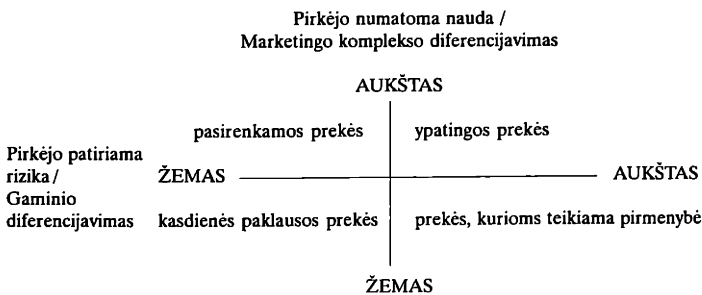 Pirkėjo numatoma nauda /
Marketingo komplekso diferencijavimas
AUKŠTAS
pasirenkamos prekės
ypatingos prekės
Pirkėjo patiriama
rizika /
Gaminio
diferencijavimas
ŽEMAS
AUKŠTAS
kasdienės paklausos prekės
prekės, kurioms teikiama pirmenybė
ŽEMAS